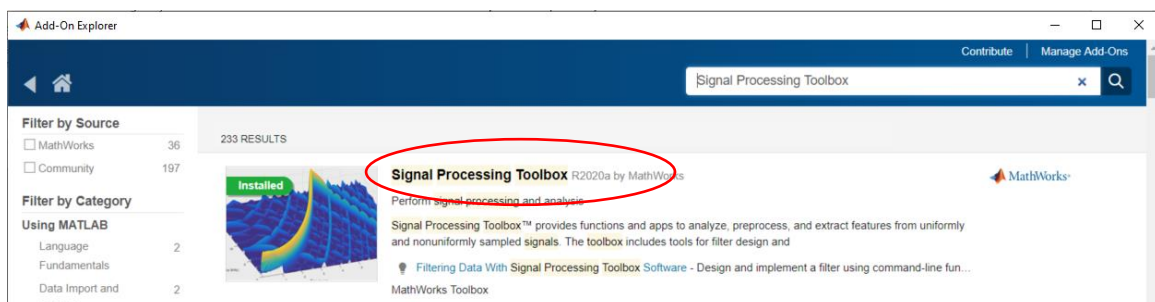 Add-On Explorer
Contribute | Manage Add-Ons
Signal Processing Toolbox
Filter by Source
MathWorks 36
Community 197
Filter by Category
Using MATLAB
Language Fundamentals 2
Data Import and 2
233 RESULTS
Installed
Signal Processing Toolbox R2020a by MathWorks
MathWorks®
Perform signal processing and analysis
Signal Processing Toolbox™ provides functions and apps to analyze, preprocess, and extract features from uniformly
and nonuniformly sampled signals. The toolbox includes tools for filter design and
Filtering Data With Signal Processing Toolbox Software - Design and implement a filter using command-line fun...
MathWorks Toolbox